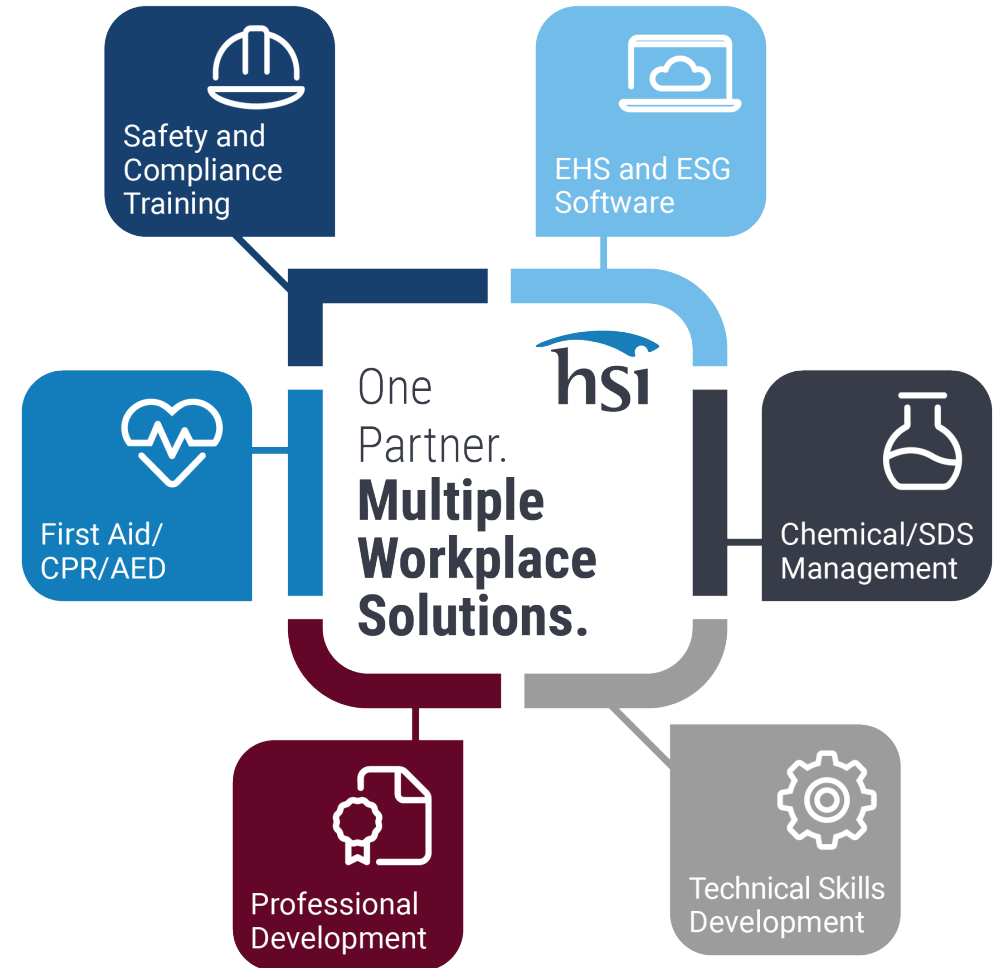 Safety and
Compliance
Training
EHS and ESG
Software
hsi
One
Partner.
Multiple
Workplace
Solutions.
First Aid/
CPR/AED
Chemical/SDS
Management
Professional
Development
Technical Skills
Development